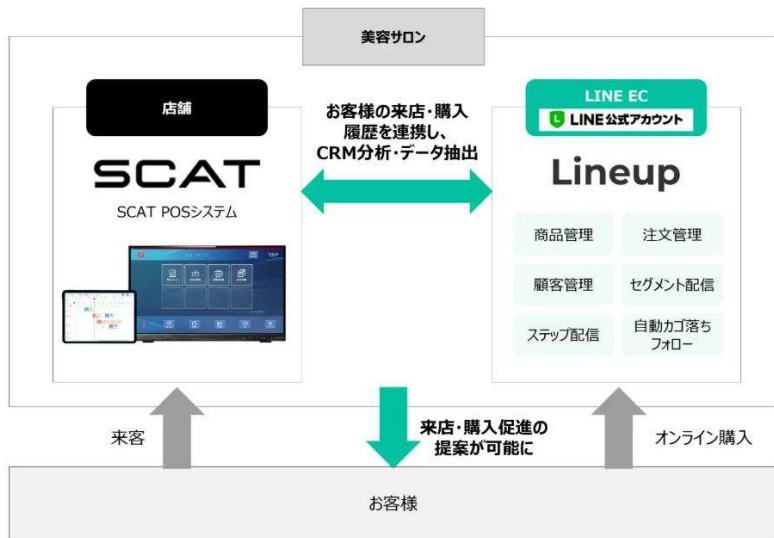 美容サロン
店舗
SCAT
SCAT POSシステム
お客様の来店・購入
履歴を連携し、
CRM分析・データ抽出
LINE EC
LINE公式アカウント
Lineup
商品管理
注文管理
顧客管理
セグメント配信
ステップ配信
自動カゴ落ち
フォロー
来客
来店・購入促進の
提案が可能に
オンライン購入
お客様